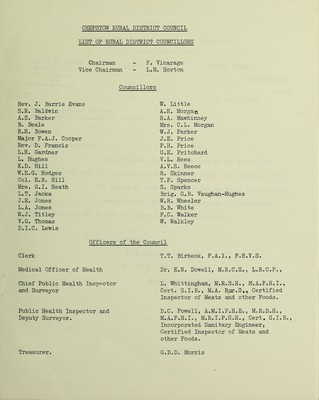 CHEPSTOW RURAL DISTRICT COUNCIL
LIST OF RURAL DISTRICT COUNCILLORS
Chairman - F. Vicarage
Vice Chairman - L.M. Horton
Councillors
Rev. J. Barrie Evans W. Little
S.E. Baldwin A.H. Morgan
A.S. Barker R.A. Mawhinney
N. Beale Mrs. C.L. Morgan
R.H. Bowen W.J. Parker
Major F.A.J. Cooper J.E. Price
Rev. D. Francis P.H. Price
L.H. Gardner G.E. Pritchard
L. Hughes V.L. Rees
K.D. Hill A.V.S. Reece
W.E.G. Hodges R. Skinner
Col. E.R. Hill T.P. Spencer
Mrs. G.I. Heath S. Sparks
L.T. Jacks Brig. G.B. Vaughan-Hughes
J.E. Jones W.R. Wheeler
L.A. Jones B.B. White
W.J. Titley F.C. Walker
V.G. Thomas W. Walkley
S.I.C. Lewis
Officers of the Council
Clerk T.T. Birbeck, F.A.I., F.R.V.S.
Medical Officer of Health Dr. H.N. Dowell, M.R.C.S., L.R.C.P.,
Chief Public Health Inspector L. Whittingham, M.R.S.H., M.A.P.H.I.,
and Surveyor Cert. S.I.B., M.A. Rur.S., Certified
Inspector of Meats and other Foods.
Public Health Inspector and D.C. Powell, A.M.I.P.H.E., M.R.S.H.,
Deputy Surveyor. M.A.P.H.I., M.R.I.P.H.H., Cert. S.I.B.,
Incorporated Sanitary Engineer,
Certified Inspector of Meats and
other Foods.
Treasurer. G.D.D. Morris